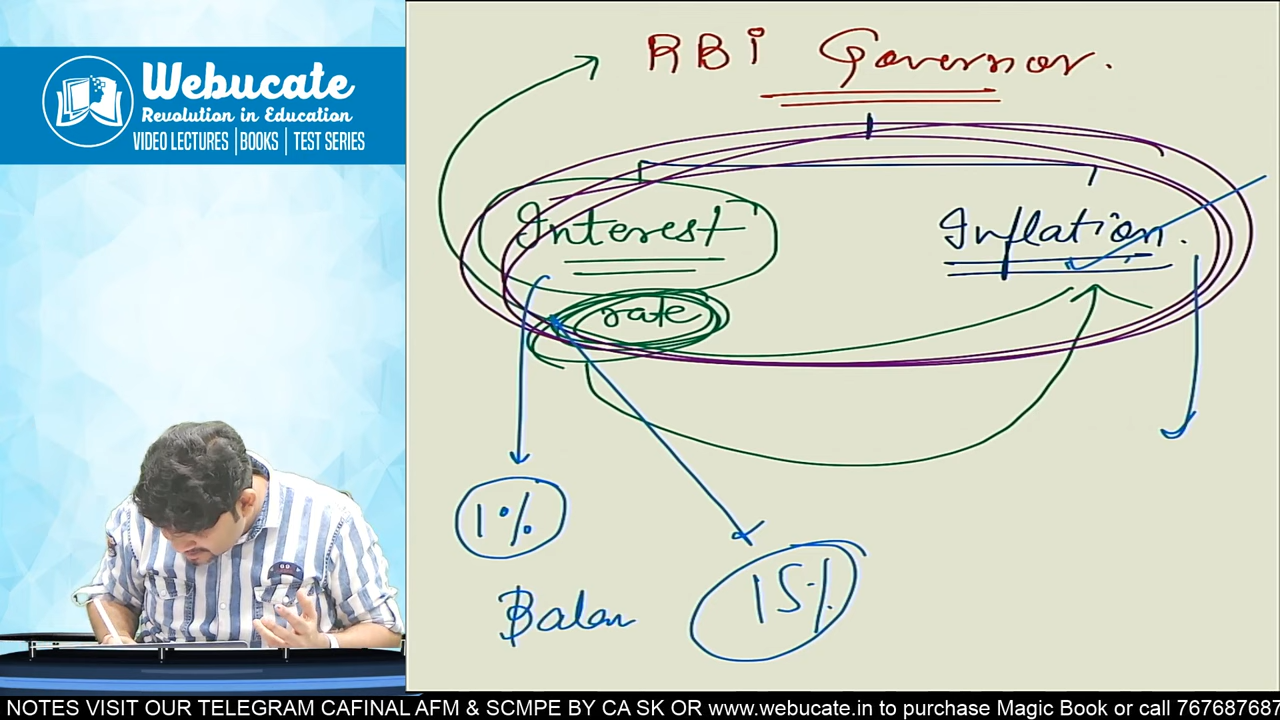 Webucate
Revolution in Education
VIDEO LECTURES | BOOKS | TEST SERIES
RBi Governor.
Interest
Inflation.
rate
1%
Balan
15%
NOTES VISIT OUR TELEGRAM CAFINAL AFM & SCMPE BY CA SK OR www.webucate.in to purchase Magic Book or call 767687687